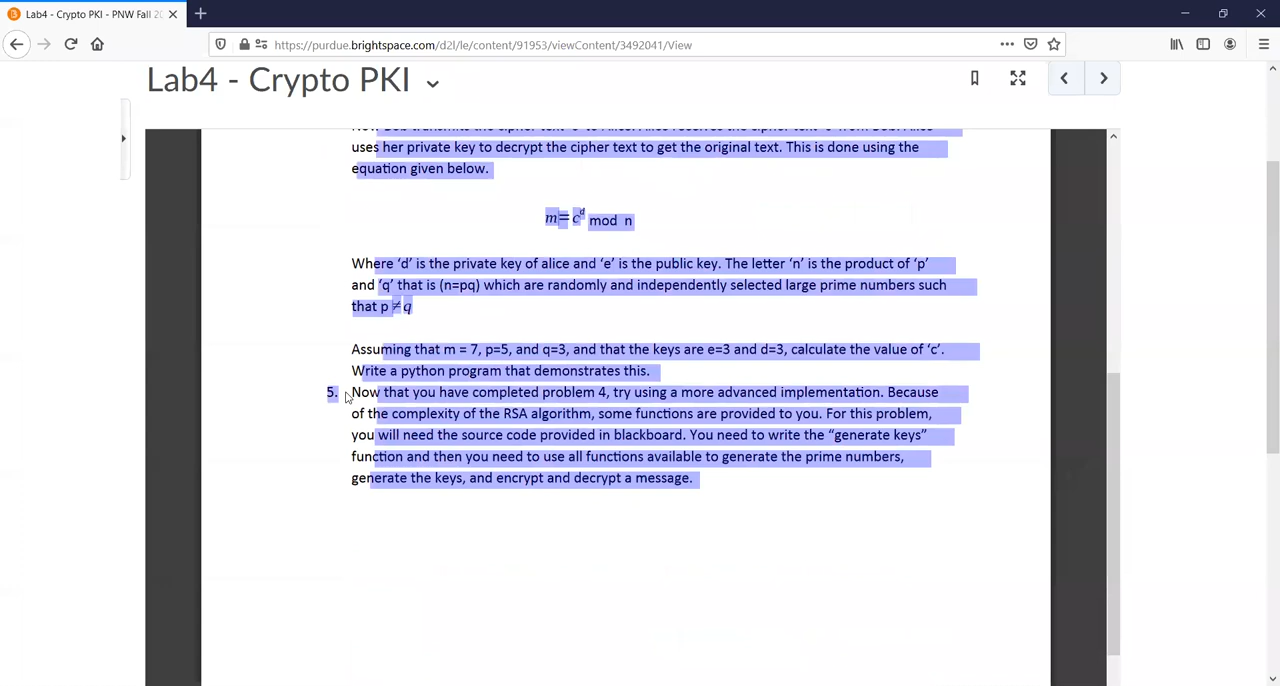 Lab4 - Crypto PKI - PNW Fall 20
https://purdue.brightspace.com/d2l/le/content/91953/viewContent/3492041/View
Lab4 - Crypto PKI
uses her private key to decrypt the cipher text to get the original text. This is done using the
equation given below.
m = c^d mod n
Where ‘d’ is the private key of alice and ‘e’ is the public key. The letter ‘n’ is the product of ‘p’
and ‘q’ that is (n=pq) which are randomly and independently selected large prime numbers such
that p ≠ q
Assuming that m = 7, p=5, and q=3, and that the keys are e=3 and d=3, calculate the value of ‘c’.
Write a python program that demonstrates this.
5. Now that you have completed problem 4, try using a more advanced implementation. Because
of the complexity of the RSA algorithm, some functions are provided to you. For this problem,
you will need the source code provided in blackboard. You need to write the “generate keys”
function and then you need to use all functions available to generate the prime numbers,
generate the keys, and encrypt and decrypt a message.